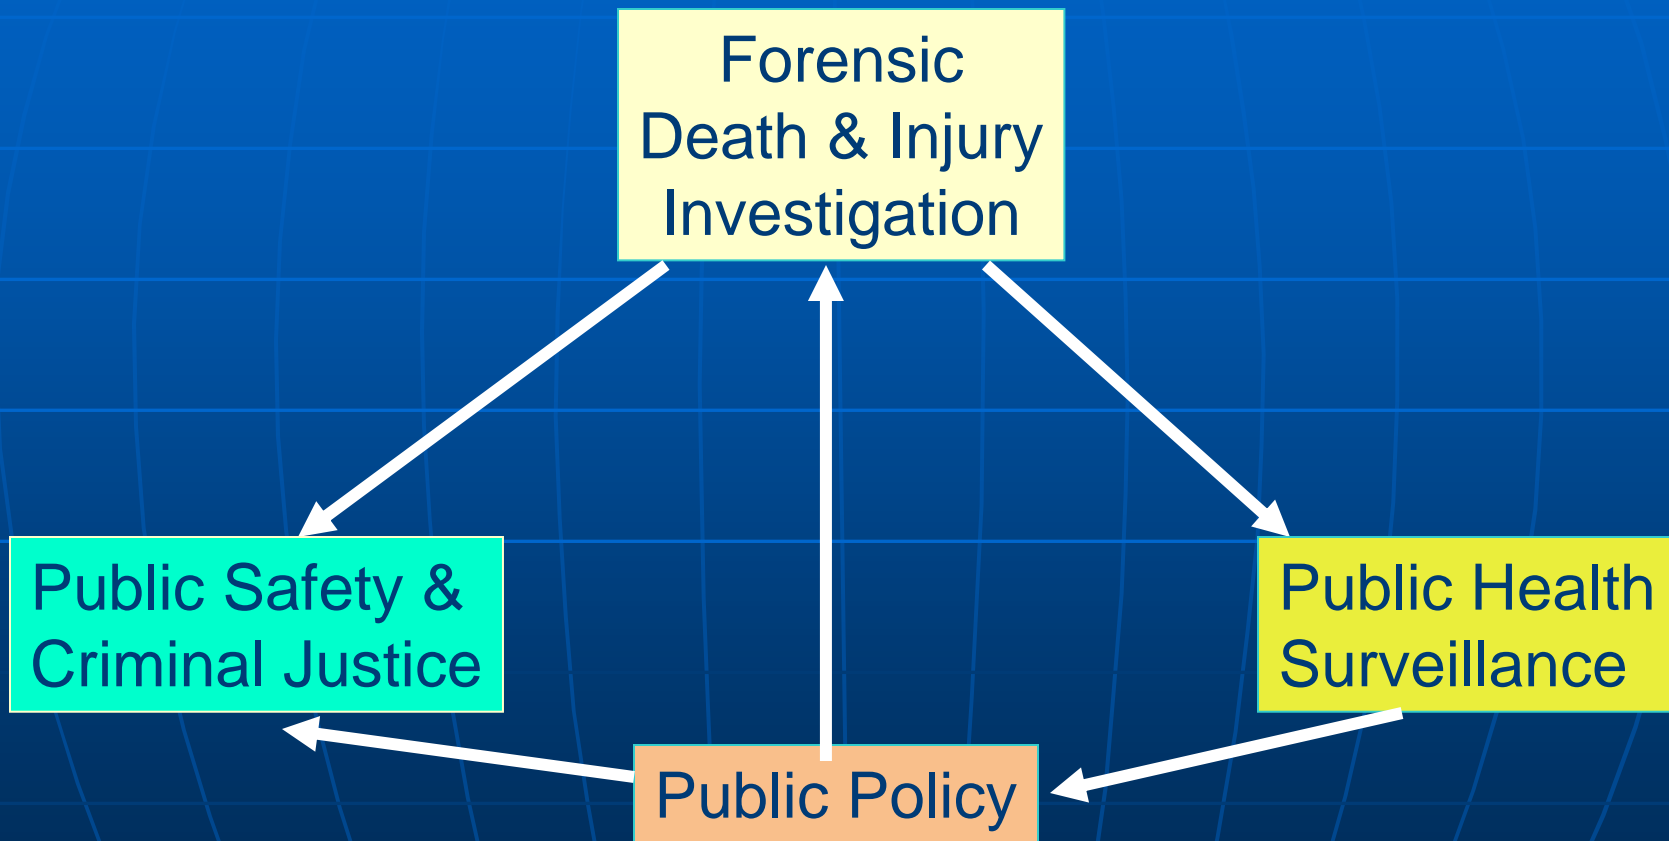 Forensic
Death & Injury
Investigation
Public Safety &
Criminal Justice
Public Health
Surveillance
Public Policy